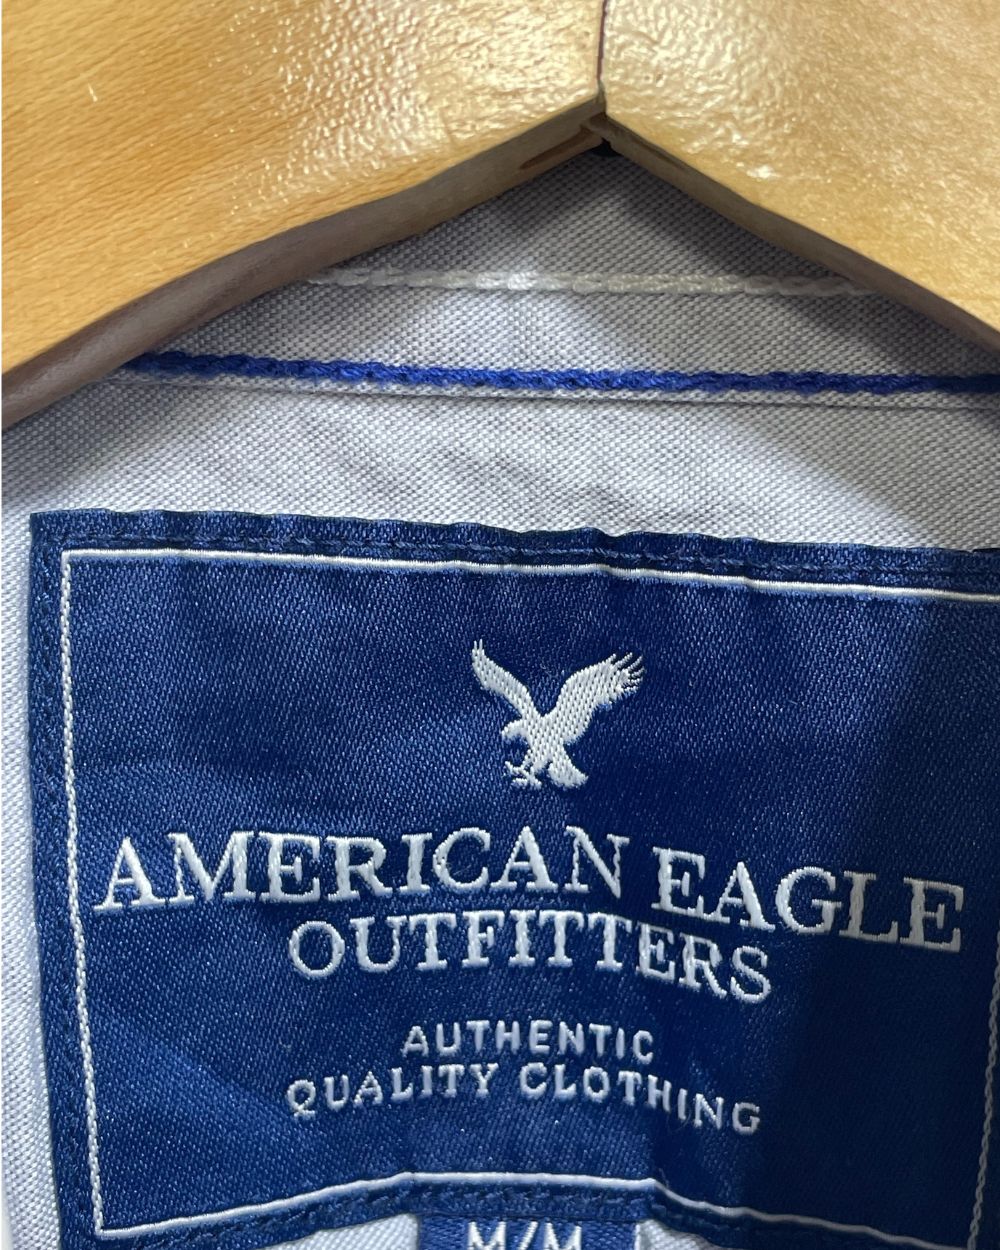 AMERICAN EAGLE
OUTFITTERS
AUTHENTIC
QUALITY CLOTHING
M/M